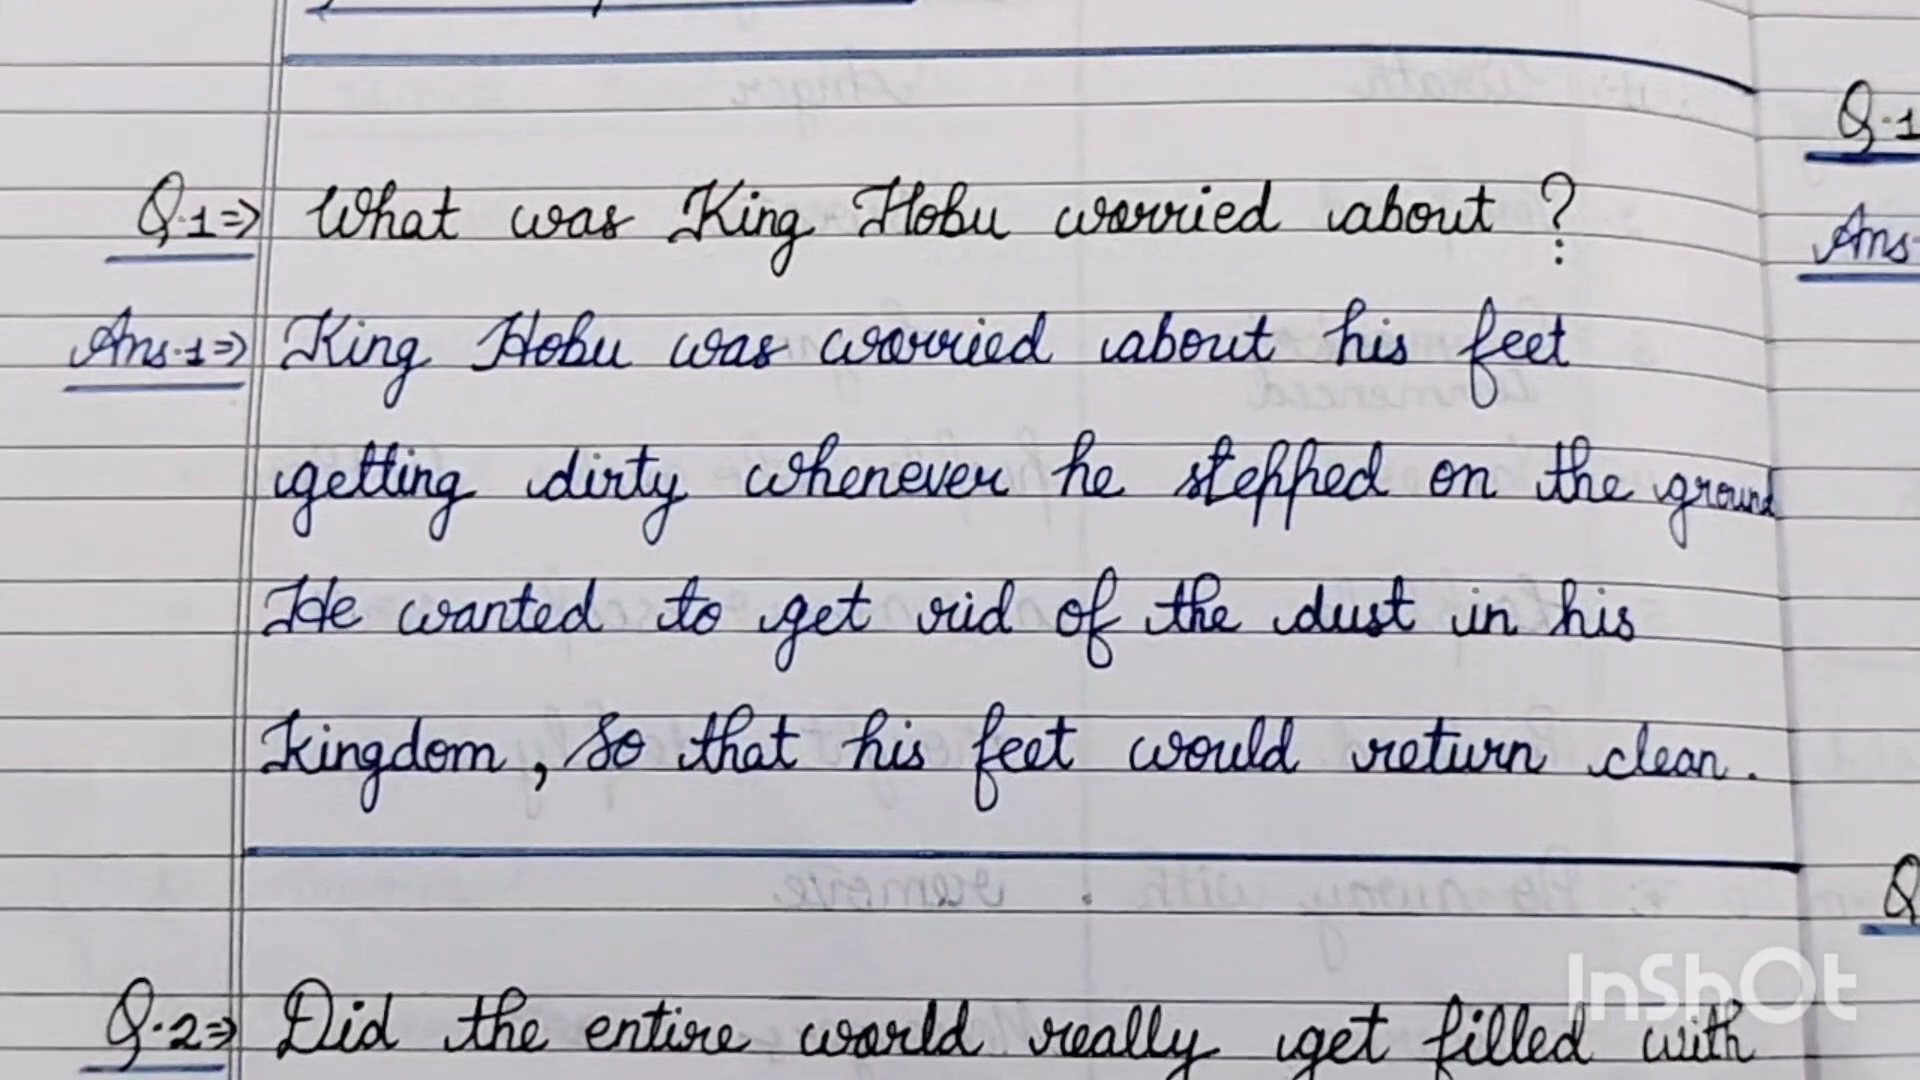 Q.1⇒ What was King Hobu worried about ?
Ans.1⇒ King Hobu was worried about his feet
getting dirty whenever he stepped on the ground
He wanted to get rid of the dust in his
Kingdom, So that his feet would return clean.
Q.2⇒ Did the entire world really get filled with
Q.1
Ans.
Q
InShOt